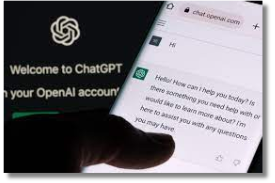 Welcome to ChatGPT
your OpenAI account
chat.openai.com
Hi
Hello! How can I help you today? Is
there something you need help with or
would like to learn more about? I'm
here to assist you with any questions
you may have.